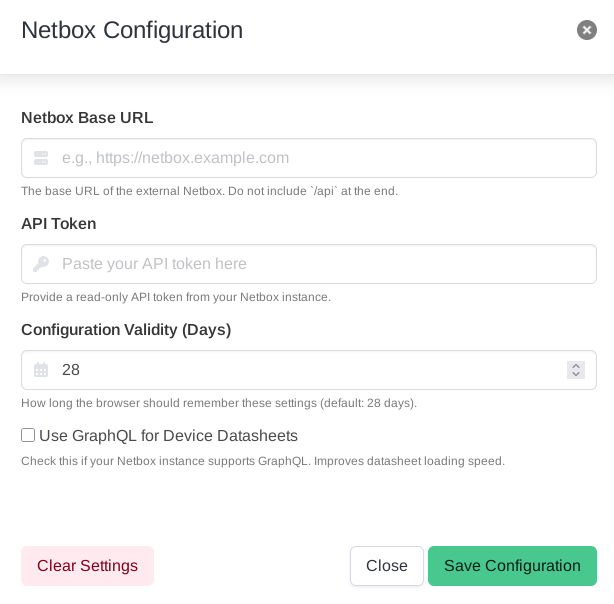 Netbox Configuration
Netbox Base URL
e.g., https://netbox.example.com
The base URL of the external Netbox. Do not include `/api` at the end.
API Token
Paste your API token here
Provide a read-only API token from your Netbox instance.
Configuration Validity (Days)
28
How long the browser should remember these settings (default: 28 days).
Use GraphQL for Device Datasheets
Check this if your Netbox instance supports GraphQL. Improves datasheet loading speed.
Clear Settings Close Save Configuration